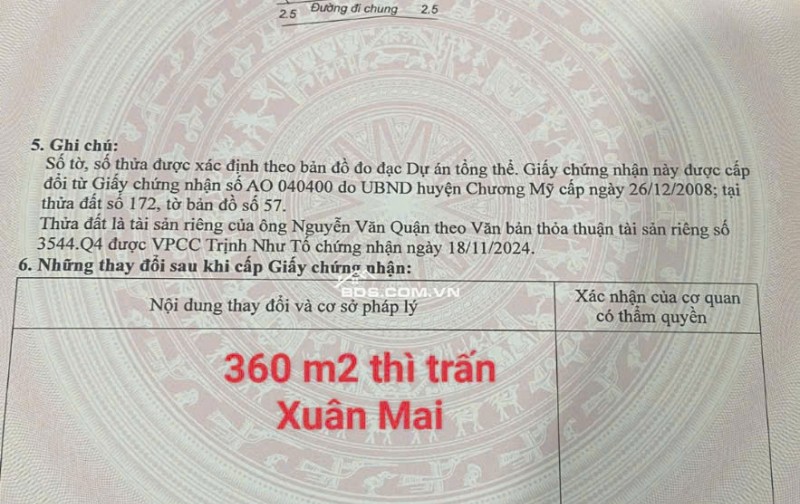 2.5 Đường đi chung 2.5
5. Ghi chú:
Số tờ, số thửa được xác định theo bản đồ đo đạc Dự án tổng thể. Giấy chứng nhận này được cấp
đổi từ Giấy chứng nhận số AO 040400 do UBND huyện Chương Mỹ cấp ngày 26/12/2008; tại
thửa đất số 172, tờ bản đồ số 57.
Thửa đất là tài sản riêng của ông Nguyễn Văn Quận theo Văn bản thỏa thuận tài sản riêng số
3544.Q4 được VPCC Trịnh Như Tố chứng nhận ngày 18/11/2024.
6. Những thay đổi sau khi cấp Giấy chứng nhận:
BDS.COM.VN
Nội dung thay đổi và cơ sở pháp lý
Xác nhận của cơ quan
có thẩm quyền
360 m2 thì trấn
Xuân Mai